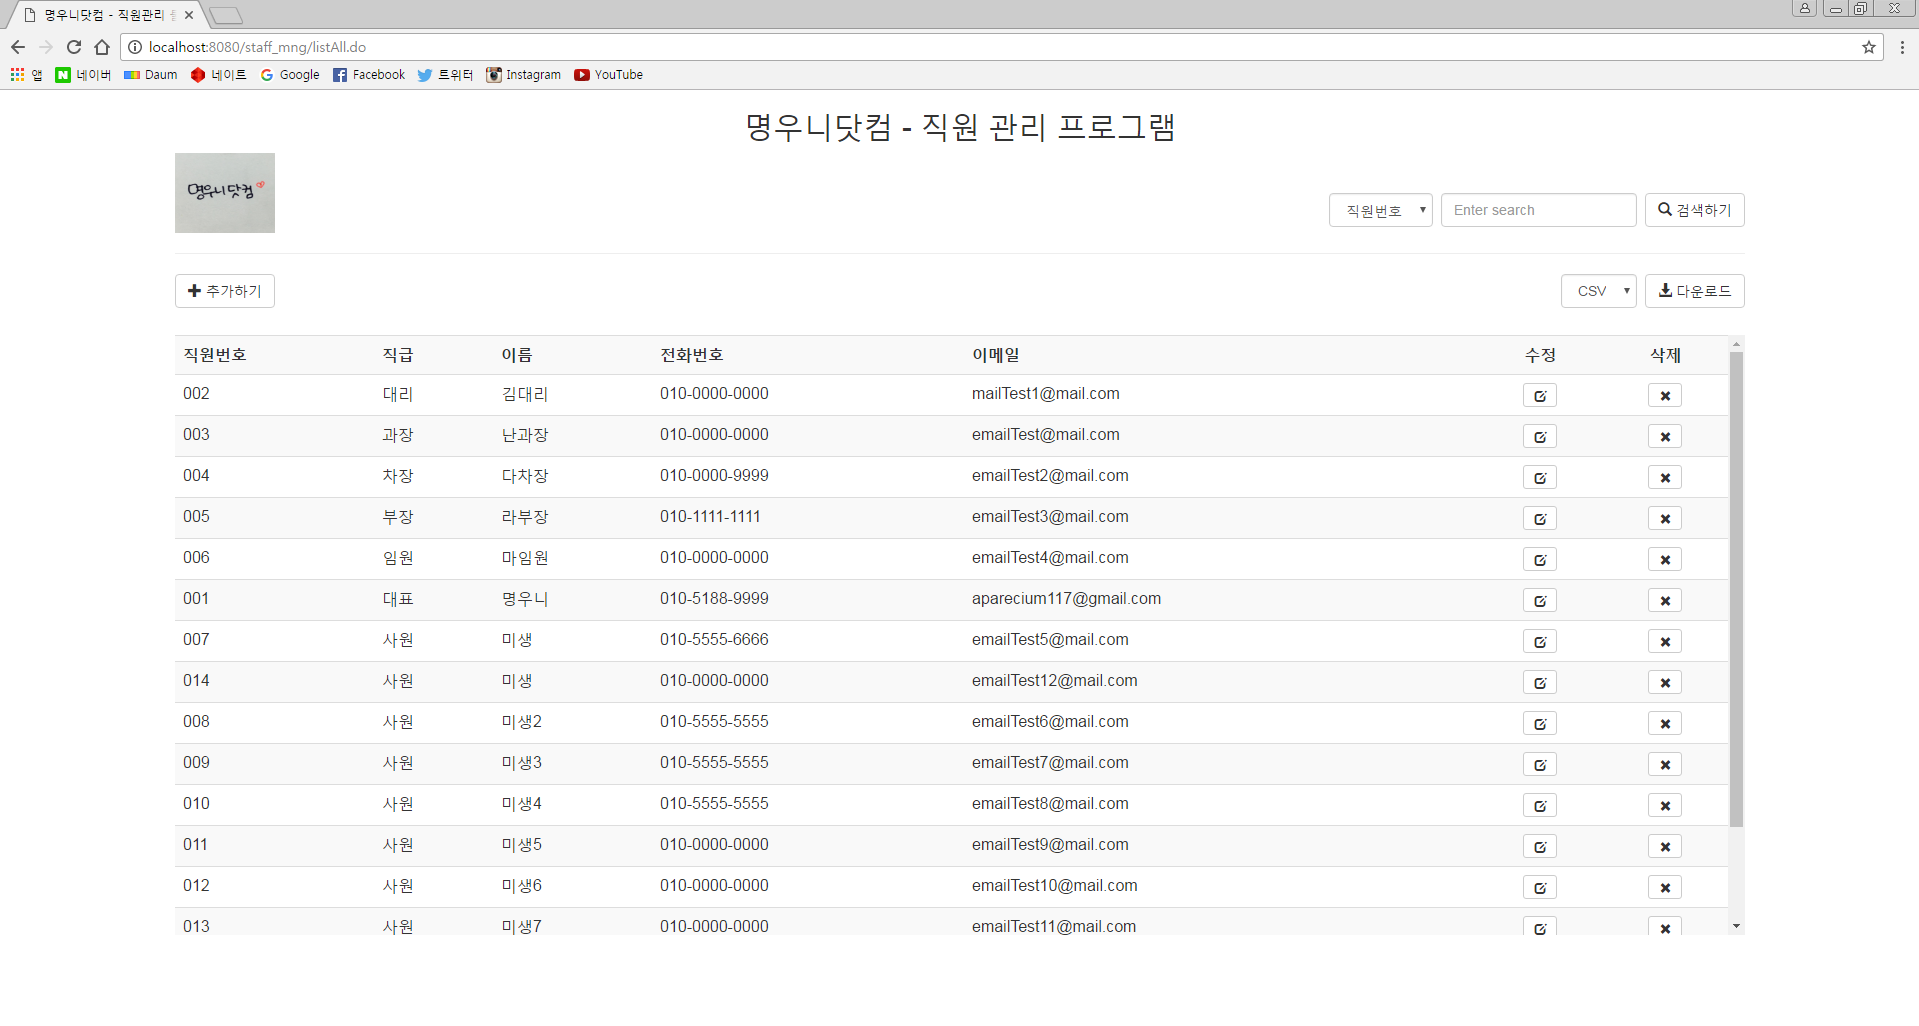 명우니닷컴 - 직원관리
localhost:8080/staff_mng/listAll.do
앱 네이버 Daum 네이트 Google Facebook 트위터 Instagram YouTube
명우니닷컴 - 직원 관리 프로그램
명우니닷컴
직원번호 Enter search 검색하기
추가하기 CSV 다운로드
직원번호 직급 이름 전화번호 이메일 수정 삭제
002 대리 김대리 010-0000-0000 mailTest1@mail.com
003 과장 난과장 010-0000-0000 emailTest@mail.com
004 차장 다차장 010-0000-9999 emailTest2@mail.com
005 부장 라부장 010-1111-1111 emailTest3@mail.com
006 임원 마임원 010-0000-0000 emailTest4@mail.com
001 대표 명우니 010-5188-9999 aparecium117@gmail.com
007 사원 미생 010-5555-6666 emailTest5@mail.com
014 사원 미생 010-0000-0000 emailTest12@mail.com
008 사원 미생2 010-5555-5555 emailTest6@mail.com
009 사원 미생3 010-5555-5555 emailTest7@mail.com
010 사원 미생4 010-5555-5555 emailTest8@mail.com
011 사원 미생5 010-0000-0000 emailTest9@mail.com
012 사원 미생6 010-0000-0000 emailTest10@mail.com
013 사원 미생7 010-0000-0000 emailTest11@mail.com